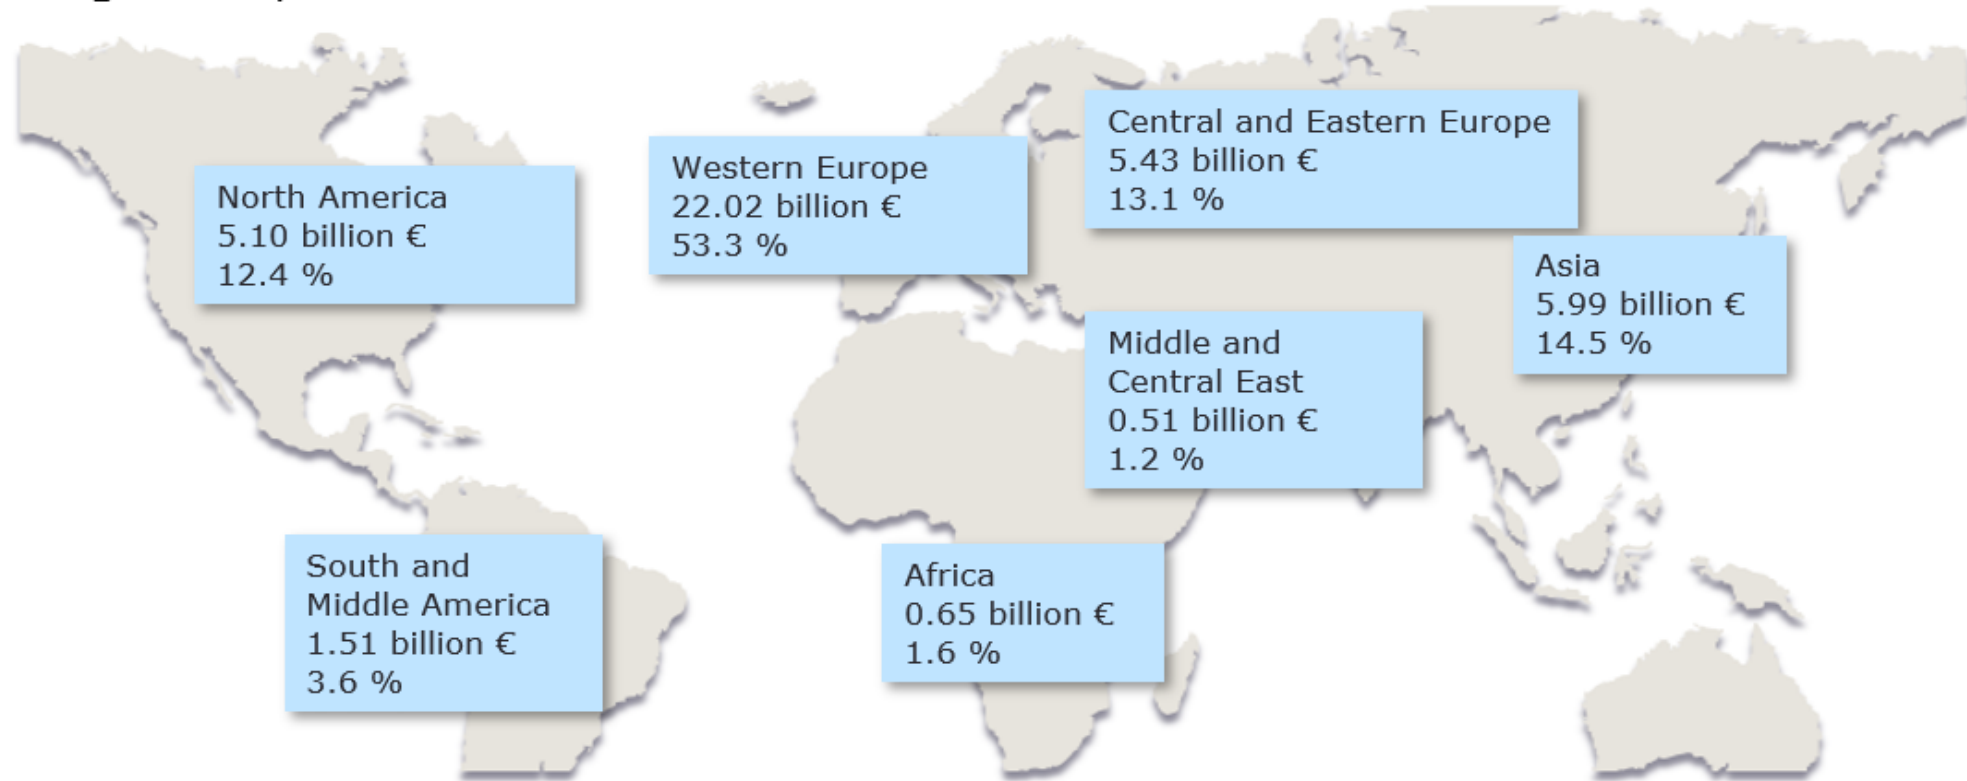 North America
5.10 billion €
12.4 %
Western Europe
22.02 billion €
53.3 %
Central and Eastern Europe
5.43 billion €
13.1 %
Asia
5.99 billion €
14.5 %
Middle and
Central East
0.51 billion €
1.2 %
South and
Middle America
1.51 billion €
3.6 %
Africa
0.65 billion €
1.6 %